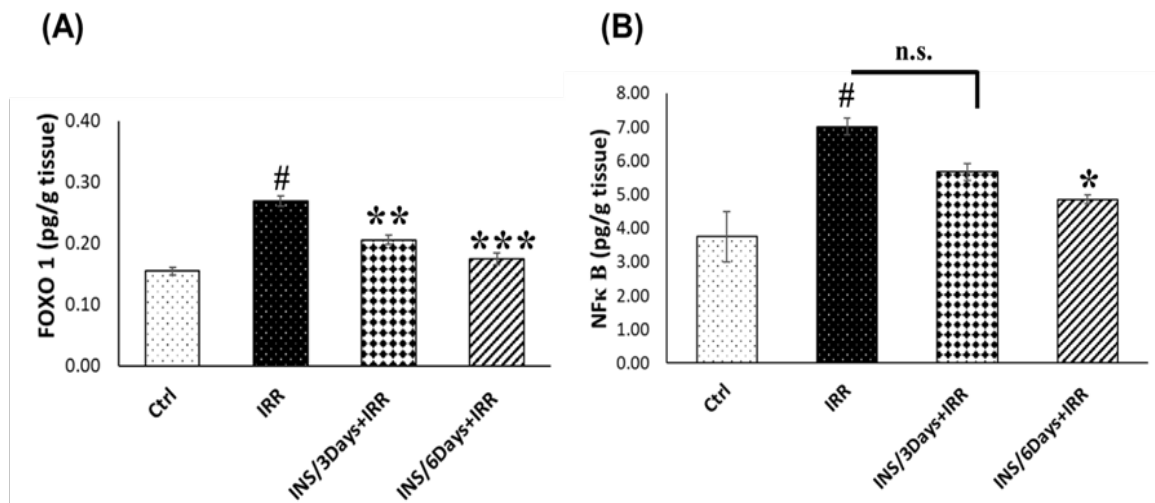 (A)
FOXO 1 (pg/g tissue)
0.40
0.30
0.20
0.10
0.00
#
**
***
Ctrl
IRR
INS/3Days+IRR
INS/6Days+IRR
(B)
n.s.
NFκ B (pg/g tissue)
8.00
7.00
6.00
5.00
4.00
3.00
2.00
1.00
0.00
#
*
Ctrl
IRR
INS/3Days+IRR
INS/6Days+IRR